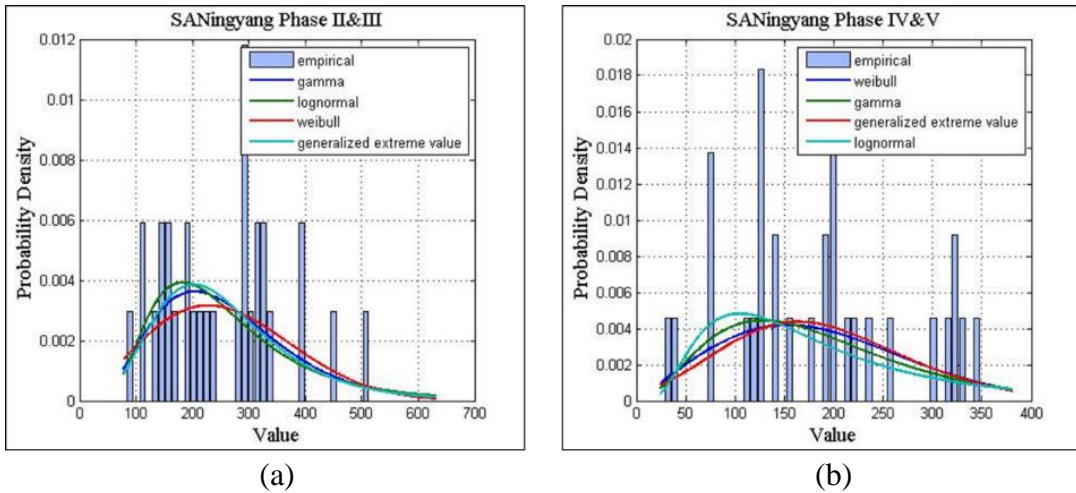 SANingyang Phase II&III
0.012
0.01
0.008
0.006
0.004
0.002
0
Probability Density
empirical
gamma
lognormal
weibull
generalized extreme value
0 100 200 300 400 500 600 700
Value
(a)
SANingyang Phase IV&V
0.02
0.018
0.016
0.014
0.012
0.01
0.008
0.006
0.004
0.002
0
Probability Density
empirical
weibull
gamma
generalized extreme value
lognormal
0 50 100 150 200 250 300 350 400
Value
(b)